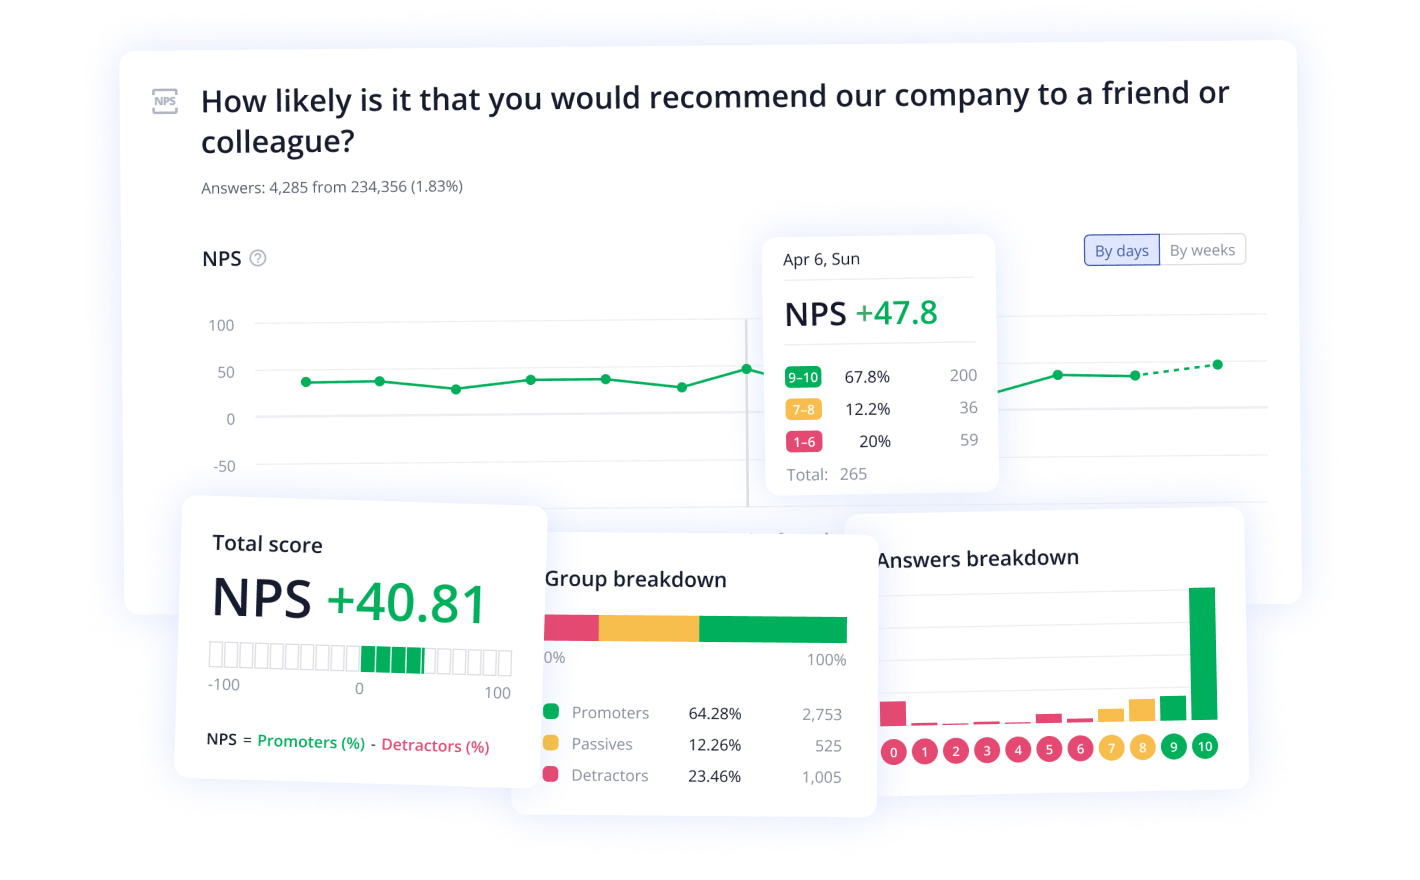 NPS
How likely is it that you would recommend our company to a friend or
colleague?
Answers: 4,285 from 234,356 (1.83%)
NPS ?
By days By weeks
100
50
0
-50
Apr 6, Sun
NPS +47.8
9–10 67.8% 200
7–8 12.2% 36
1–6 20% 59
Total: 265
Total score
NPS +40.81
-100 0 100
NPS = Promoters (%) - Detractors (%)
Group breakdown
0% 100%
Promoters 64.28% 2,753
Passives 12.26% 525
Detractors 23.46% 1,005
Answers breakdown
0 1 2 3 4 5 6 7 8 9 10